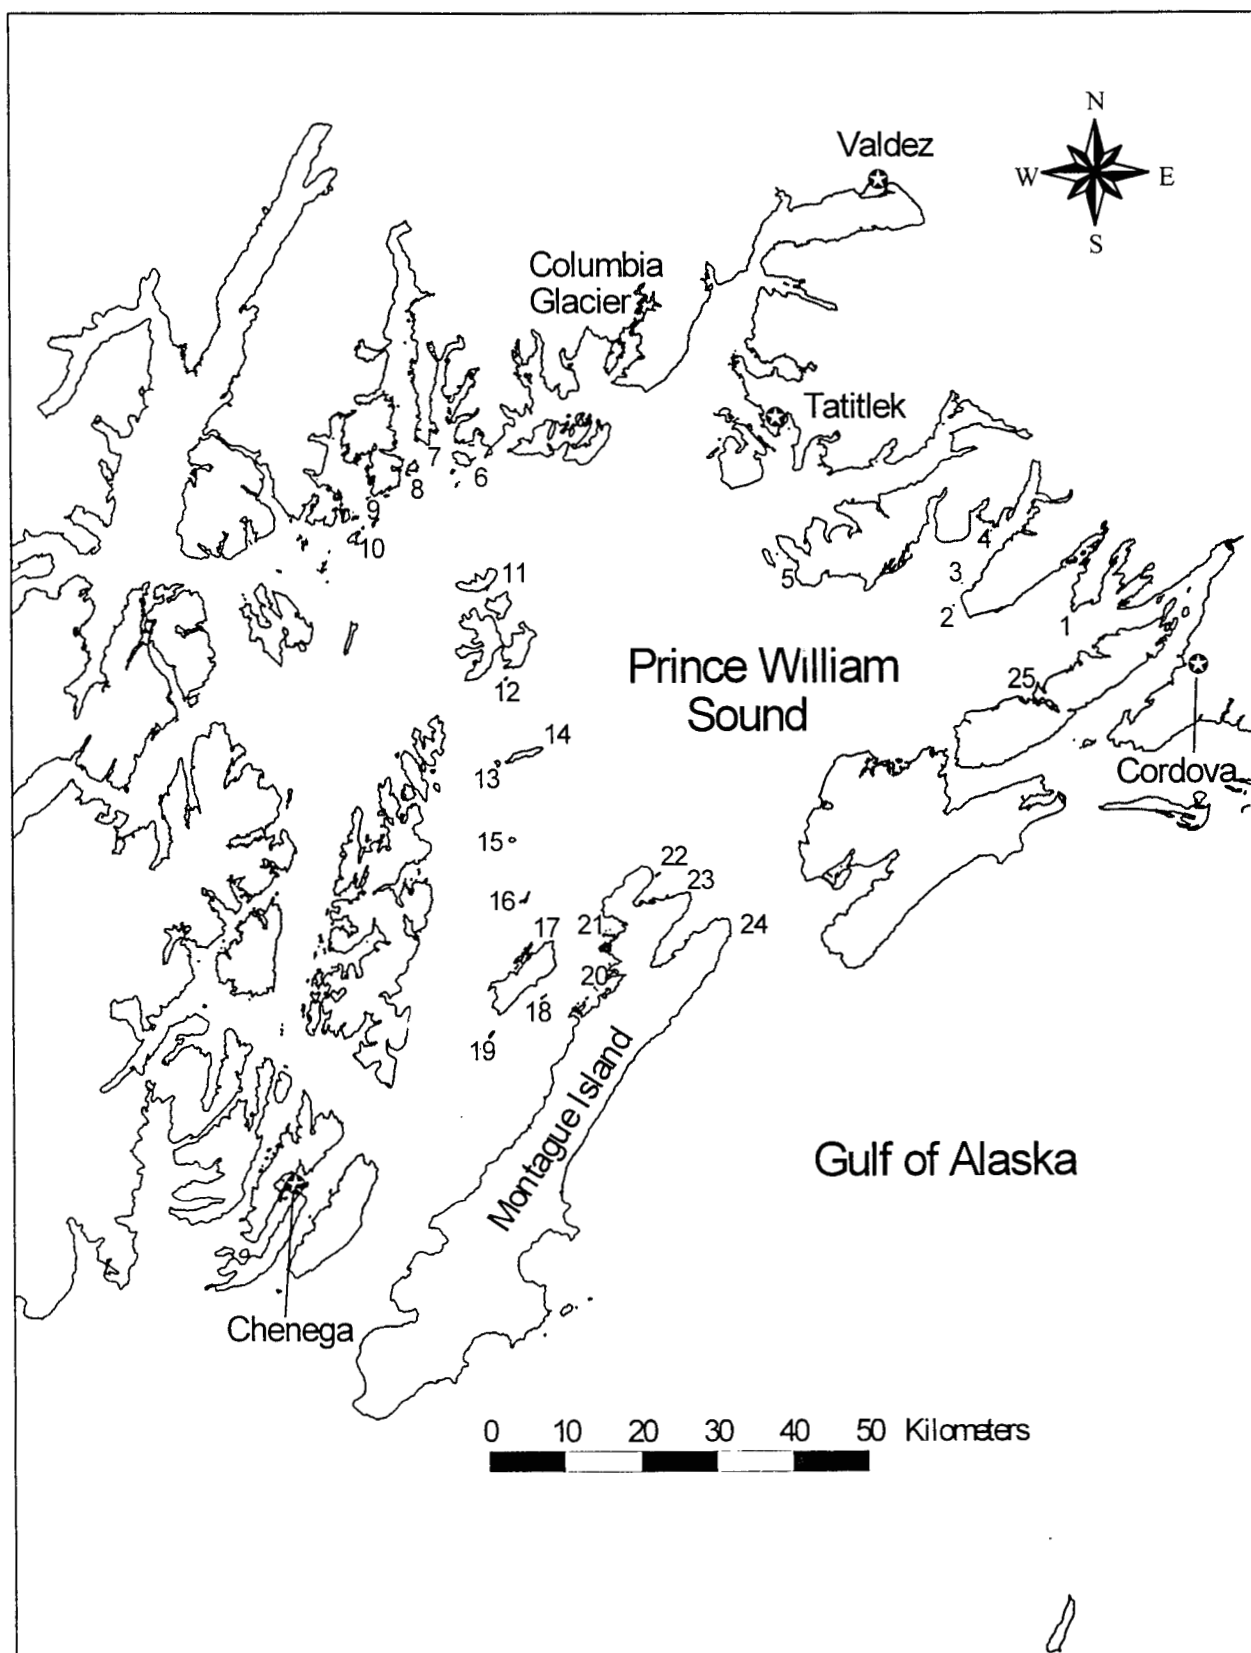 N
Valdez
W E
S
Columbia
Glacier
Tatitlek
7
6
8
9
10
4
11
5
3
2
1
12
Prince William
Sound
25
14
13
Cordova
15
22
23
16
17
21
24
20
18
19
Montague Island
Gulf of Alaska
Chenega
0 10 20 30 40 50 Kilometers